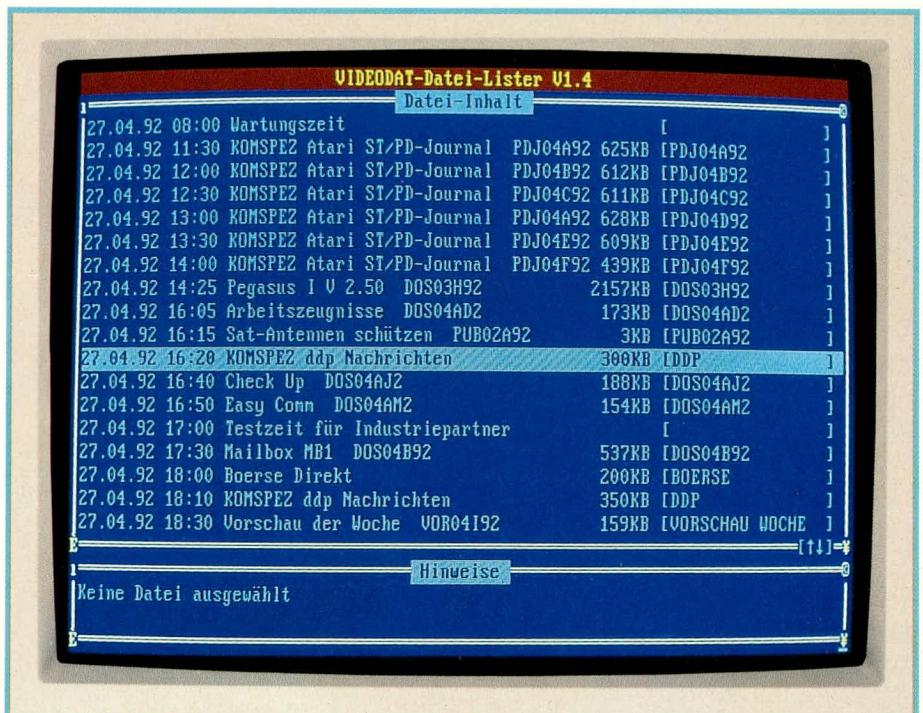 VIDEODAT-Datei-Lister V1.4
Datei-Inhalt
27.04.92 08:00 Wartungszeit [ ]
27.04.92 11:30 KOMSPEZ Atari ST/PD-Journal PDJ04A92 625KB [PDJ04A92 ]
27.04.92 12:00 KOMSPEZ Atari ST/PD-Journal PDJ04B92 612KB [PDJ04B92 ]
27.04.92 12:30 KOMSPEZ Atari ST/PD-Journal PDJ04C92 611KB [PDJ04C92 ]
27.04.92 13:00 KOMSPEZ Atari ST/PD-Journal PDJ04A92 628KB [PDJ04D92 ]
27.04.92 13:30 KOMSPEZ Atari ST/PD-Journal PDJ04E92 609KB [PDJ04E92 ]
27.04.92 14:00 KOMSPEZ Atari ST/PD-Journal PDJ04F92 439KB [PDJ04F92 ]
27.04.92 14:25 Pegasus I V 2.50 DOS03H92 2157KB [DOS03H92 ]
27.04.92 16:05 Arbeitszeugnisse DOS04AD2 173KB [DOS04AD2 ]
27.04.92 16:15 Sat-Antennen schützen PUB02A92 3KB [PUB02A92 ]
27.04.92 16:20 KOMSPEZ ddp Nachrichten 300KB [DDP ]
27.04.92 16:40 Check Up DOS04AJ2 188KB [DOS04AJ2 ]
27.04.92 16:50 Easy Comm DOS04AM2 154KB [DOS04AM2 ]
27.04.92 17:00 Testzeit für Industriepartner [ ]
27.04.92 17:30 Mailbox MB1 DOS04B92 537KB [DOS04B92 ]
27.04.92 18:00 Boerse Direkt 200KB [BOERSE ]
27.04.92 18:10 KOMSPEZ ddp Nachrichten 350KB [DDP ]
27.04.92 18:30 Vorschau der Woche VOR04I92 159KB [VORSCHAU WOCHE ]
[↑↓]
Hinweise
Keine Datei ausgewählt